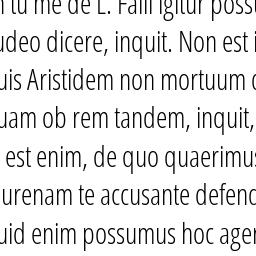 n tu me de L. Falli igitur possu
udeo dicere, inquit. Non est i
uis Aristidem non mortuum d
uam ob rem tandem, inquit,
est enim, de quo quaerimus
urenam te accusante defend
uid enim possumus hoc ager